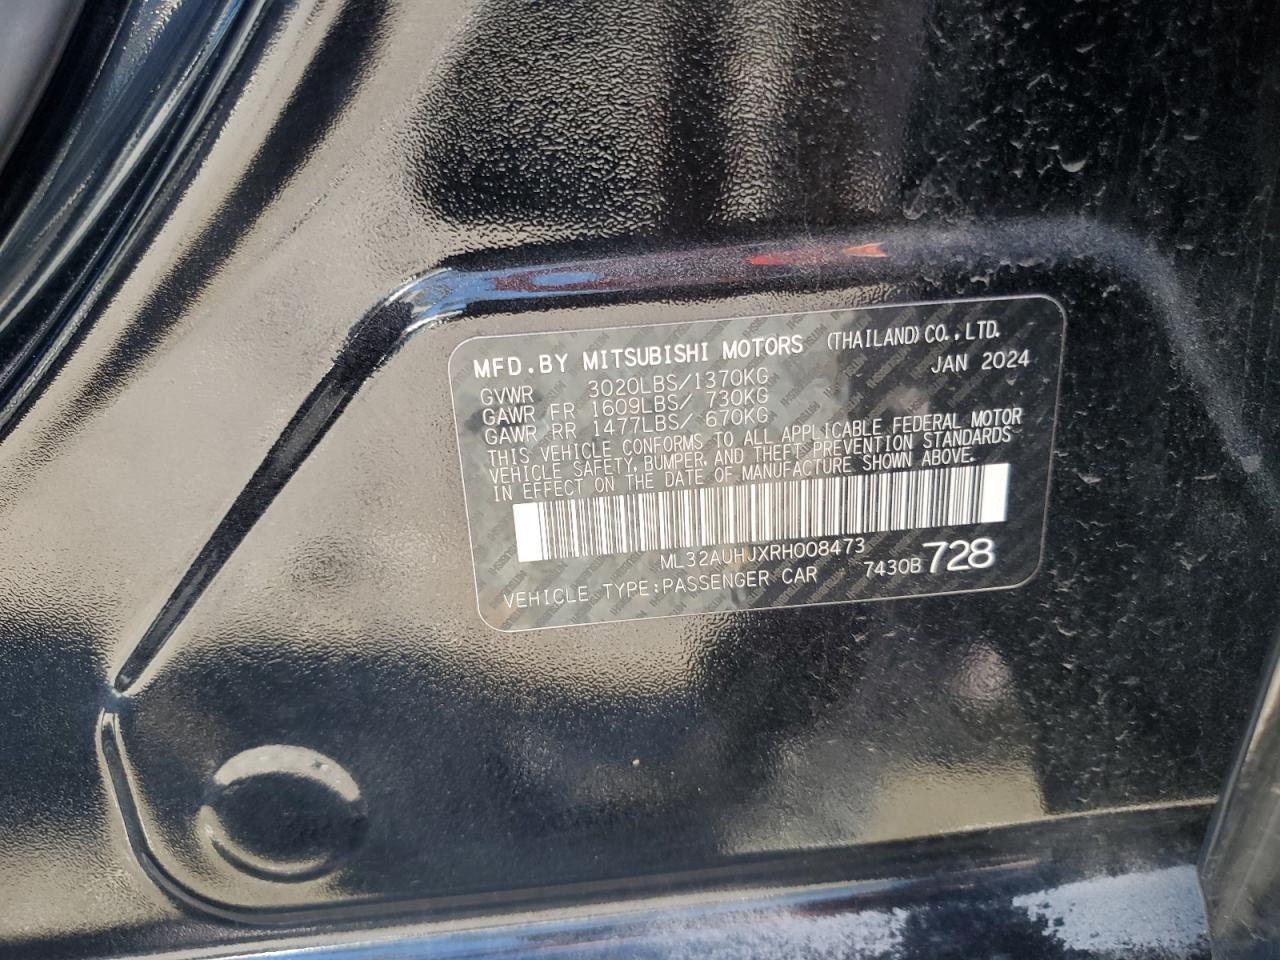 MFD.BY MITSUBISHI MOTORS (THAILAND)CO.,LTD.
JAN 2024
GVWR 3020LBS/1370KG
GAWR FR 1609LBS/ 730KG
GAWR RR 1477LBS/ 670KG
THIS VEHICLE CONFORMS TO ALL APPLICABLE FEDERAL MOTOR
VEHICLE SAFETY, BUMPER, AND THEFT PREVENTION STANDARDS
IN EFFECT ON THE DATE OF MANUFACTURE SHOWN ABOVE.
ML32AUHJXRH008473
7430B728
VEHICLE TYPE:PASSENGER CAR